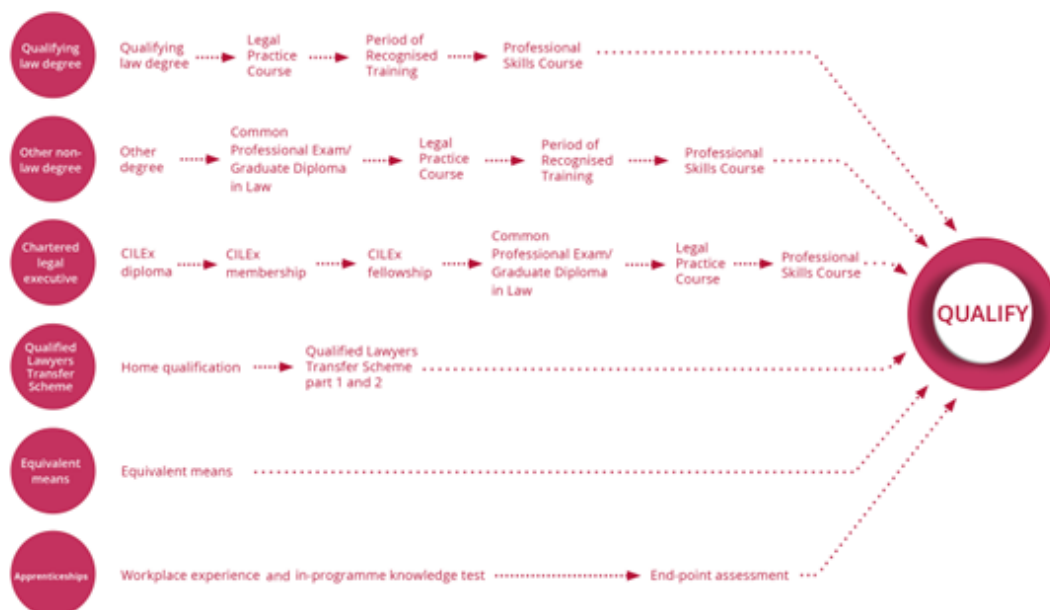 Qualifying
law degree
Qualifying
law degree
Legal
Practice
Course
Period of
Recognised
Training
Professional
Skills Course
Other non-
law degree
Other
degree
Common
Professional Exam/
Graduate Diploma
in Law
Legal
Practice
Course
Period of
Recognised
Training
Professional
Skills Course
Chartered
legal
executive
CILEx
diploma
CILEx
membership
CILEx
fellowship
Common
Professional Exam/
Graduate Diploma
in Law
Legal
Practice
Course
Professional
Skills Course
QUALIFY
Qualified
Lawyers
Transfer
Scheme
Home qualification
Qualified Lawyers
Transfer Scheme
part 1 and 2
Equivalent
means
Equivalent means
Apprenticeships
Workplace experience and in-programme knowledge test
End-point assessment